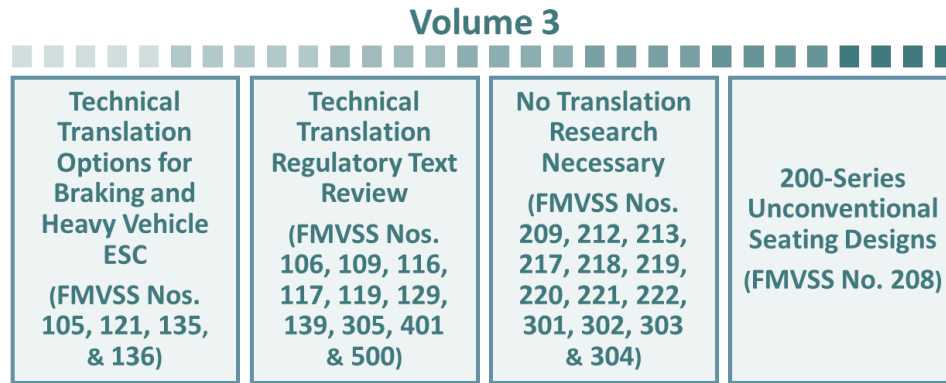 Volume 3
Technical
Translation
Options for
Braking and
Heavy Vehicle
ESC
(FMVSS Nos.
105, 121, 135,
& 136)
Technical
Translation
Regulatory Text
Review
(FMVSS Nos.
106, 109, 116,
117, 119, 129,
139, 305, 401
& 500)
No Translation
Research
Necessary
(FMVSS Nos.
209, 212, 213,
217, 218, 219,
220, 221, 222,
301, 302, 303
& 304)
200-Series
Unconventional
Seating Designs
(FMVSS No. 208)